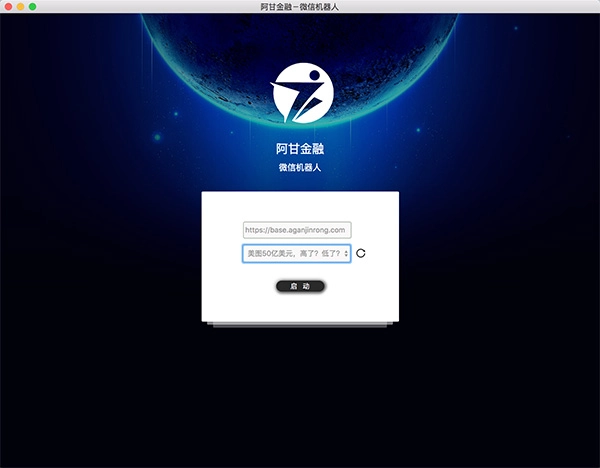 阿甘金融 – 微信机器人
阿甘金融
微信机器人
https://base.aganjinrong.com
美图50亿美元，高了？低了？
启 动